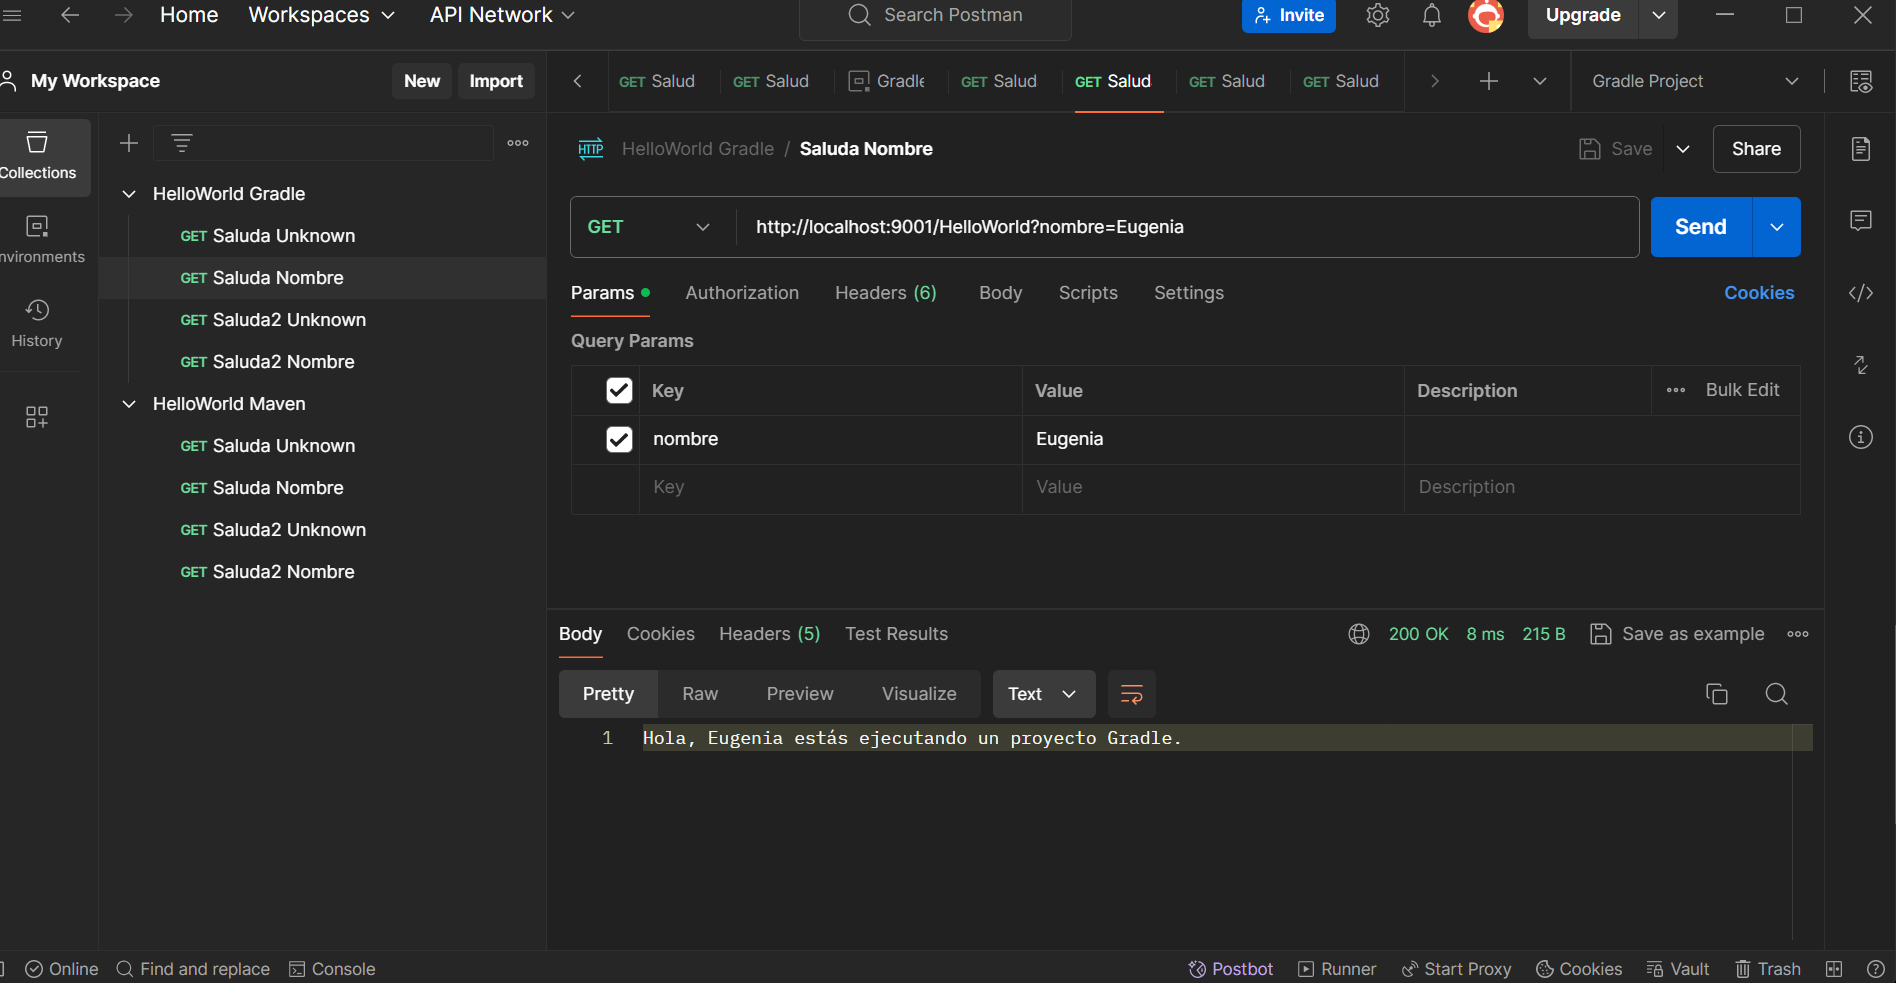 Home Workspaces API Network Search Postman Invite Upgrade
My Workspace New Import GET Salud GET Salud Gradle GET Salud GET Salud GET Salud GET Salud Gradle Project
Collections
Environments
History
HelloWorld Gradle
GET Saluda Unknown
GET Saluda Nombre
GET Saluda2 Unknown
GET Saluda2 Nombre
HelloWorld Maven
GET Saluda Unknown
GET Saluda Nombre
GET Saluda2 Unknown
GET Saluda2 Nombre
HTTP HelloWorld Gradle / Saluda Nombre Save Share
GET http://localhost:9001/HelloWorld?nombre=Eugenia Send
Params Authorization Headers (6) Body Scripts Settings Cookies
Query Params
Key Value Description Bulk Edit
nombre Eugenia
Key Value Description
Body Cookies Headers (5) Test Results 200 OK 8 ms 215 B Save as example
Pretty Raw Preview Visualize Text
1 Hola, Eugenia estás ejecutando un proyecto Gradle.
Online Find and replace Console Postbot Runner Start Proxy Cookies Vault Trash